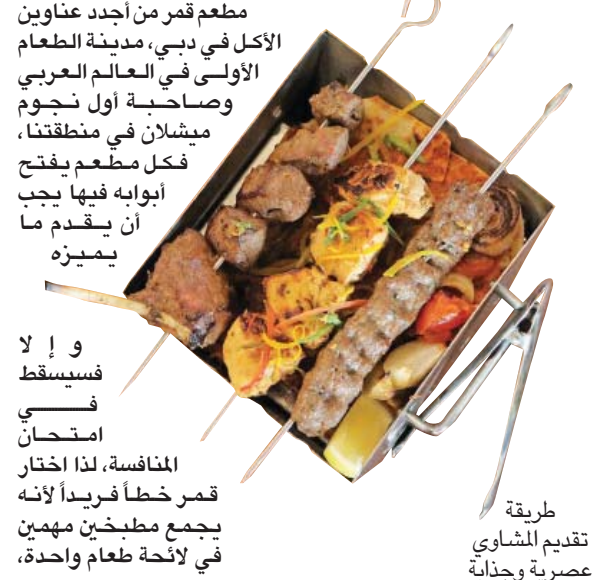 مطعم قمر من أجدد عناوين
الأكل في دبي، مدينة الطعام
الأولى في العالم العربي
وصاحبة أول نجوم
ميشلان في منطقتنا،
فكل مطعم يفتح
أبوابه فيها يجب
أن يقدم ما
يميزه
وإلا
فسيسقط
في
امتحان
المنافسة، لذا اختار
قمر خطاً فريداً لأنه
يجمع مطبخين مهمين
في لائحة طعام واحدة،
طريقة
تقديم المشاوي
عصرية وجذابة